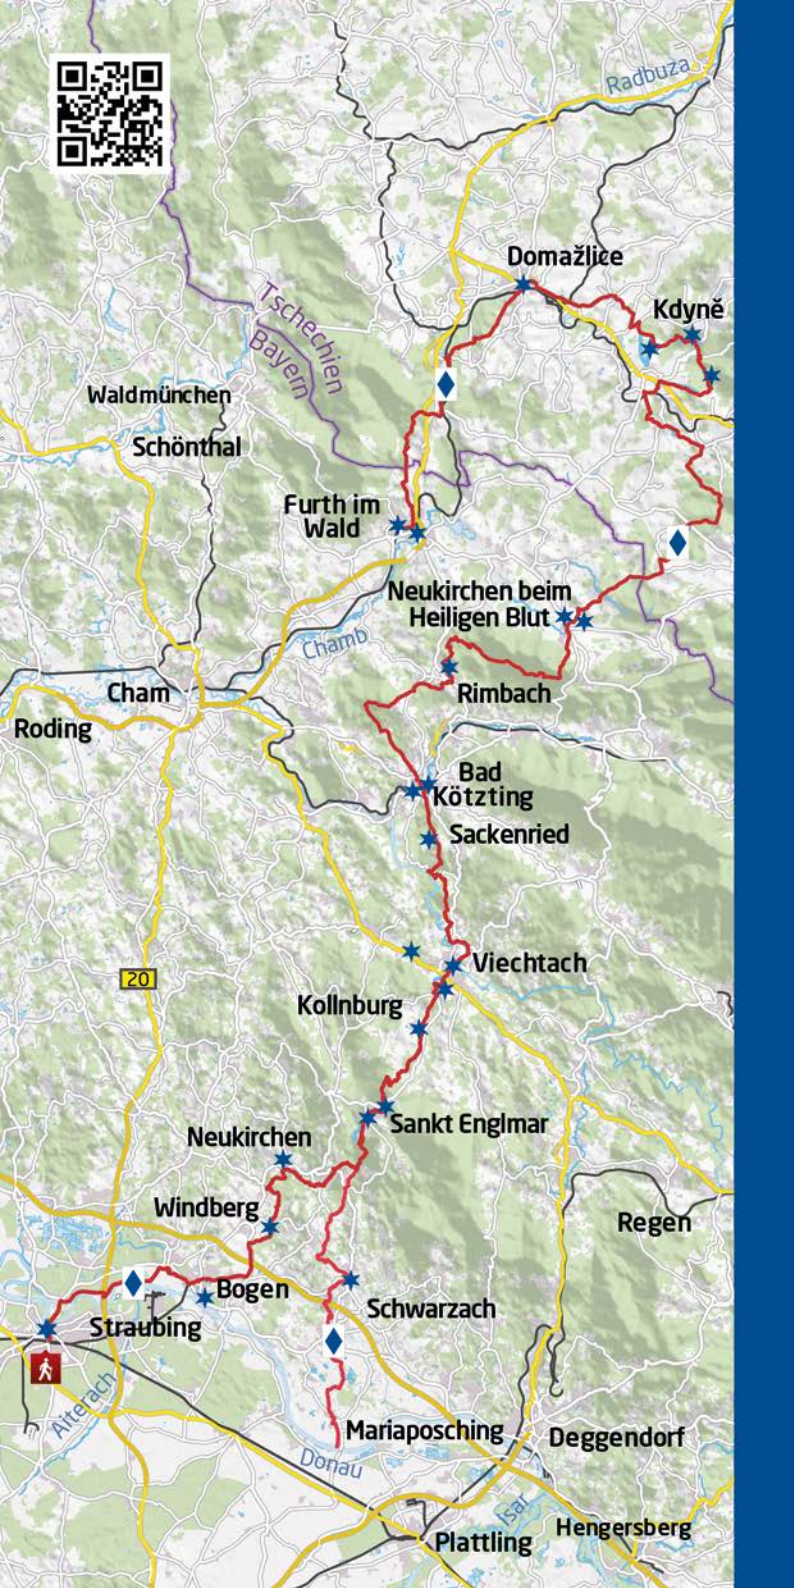 Radbuza
Domažlice
Kdyně
Tschechien
Bayern
Waldmünchen
Schönthal
Furth im
Wald
Neukirchen beim
Heiligen Blut
Chamb
Rimbach
Cham
Roding
Bad
Kötzting
Sackenried
Viechtach
20
Kollnburg
Sankt Englmar
Neukirchen
Windberg
Regen
Bogen
Schwarzach
Straubing
Aiterach
Mariaposching
Deggendorf
Donau
Isar
Hengersberg
Plattling